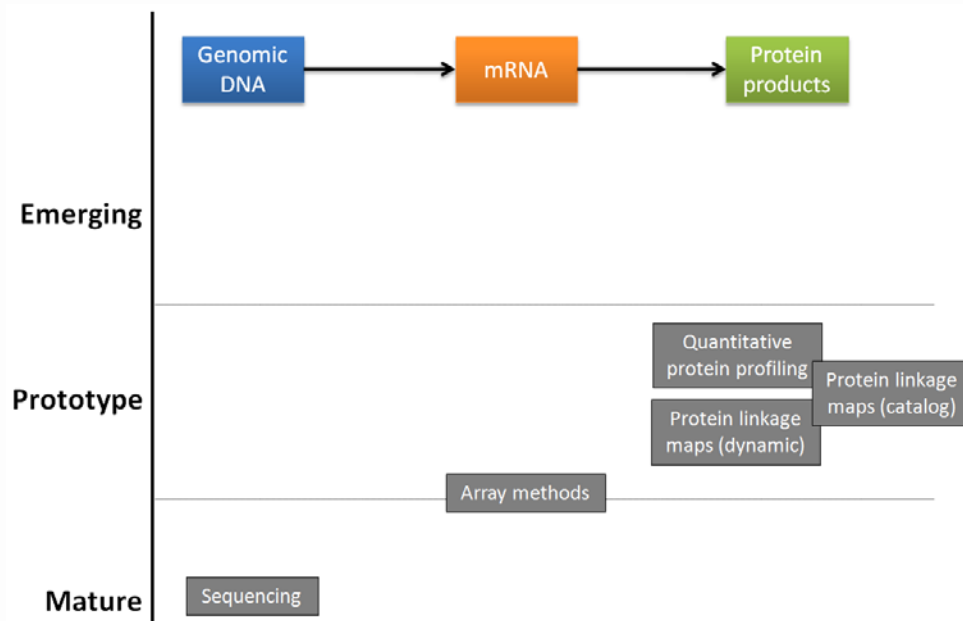 Genomic
DNA
mRNA
Protein
products
Emerging
Prototype
Quantitative
protein profiling
Protein linkage
maps (catalog)
Protein linkage
maps (dynamic)
Array methods
Mature
Sequencing